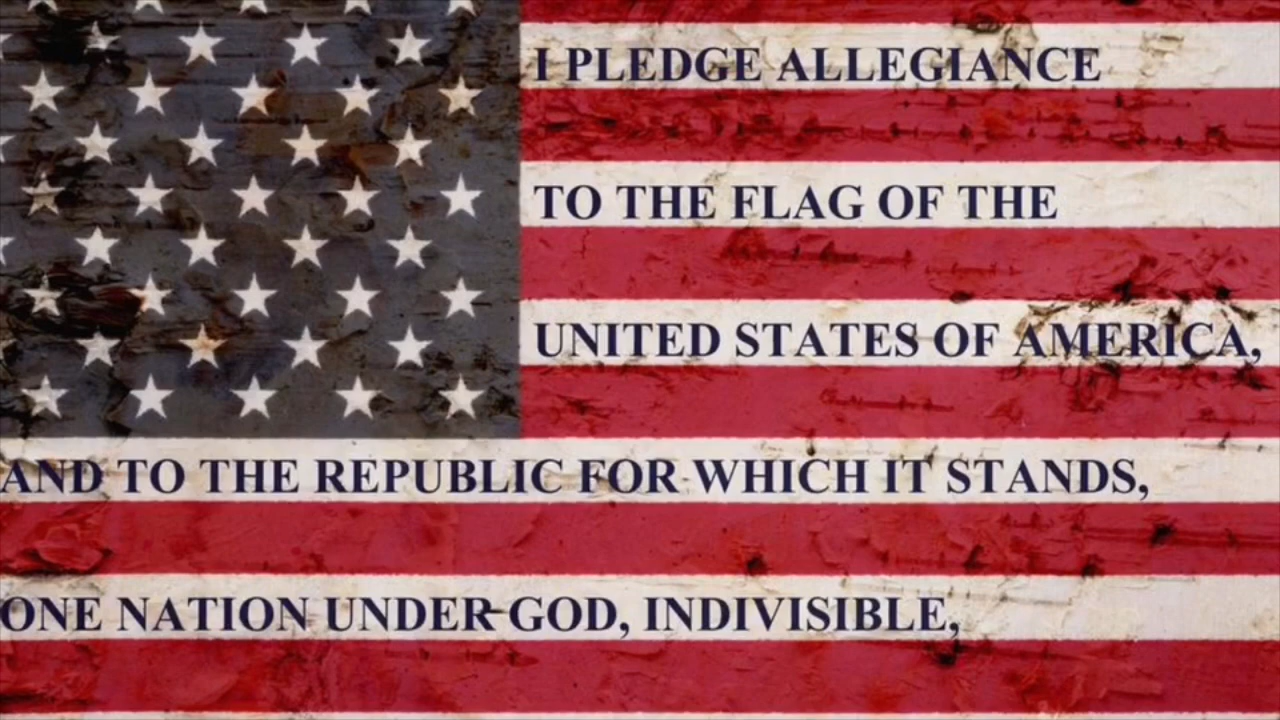 I PLEDGE ALLEGIANCE
TO THE FLAG OF THE
UNITED STATES OF AMERICA,
AND TO THE REPUBLIC FOR WHICH IT STANDS,
ONE NATION UNDER GOD, INDIVISIBLE,